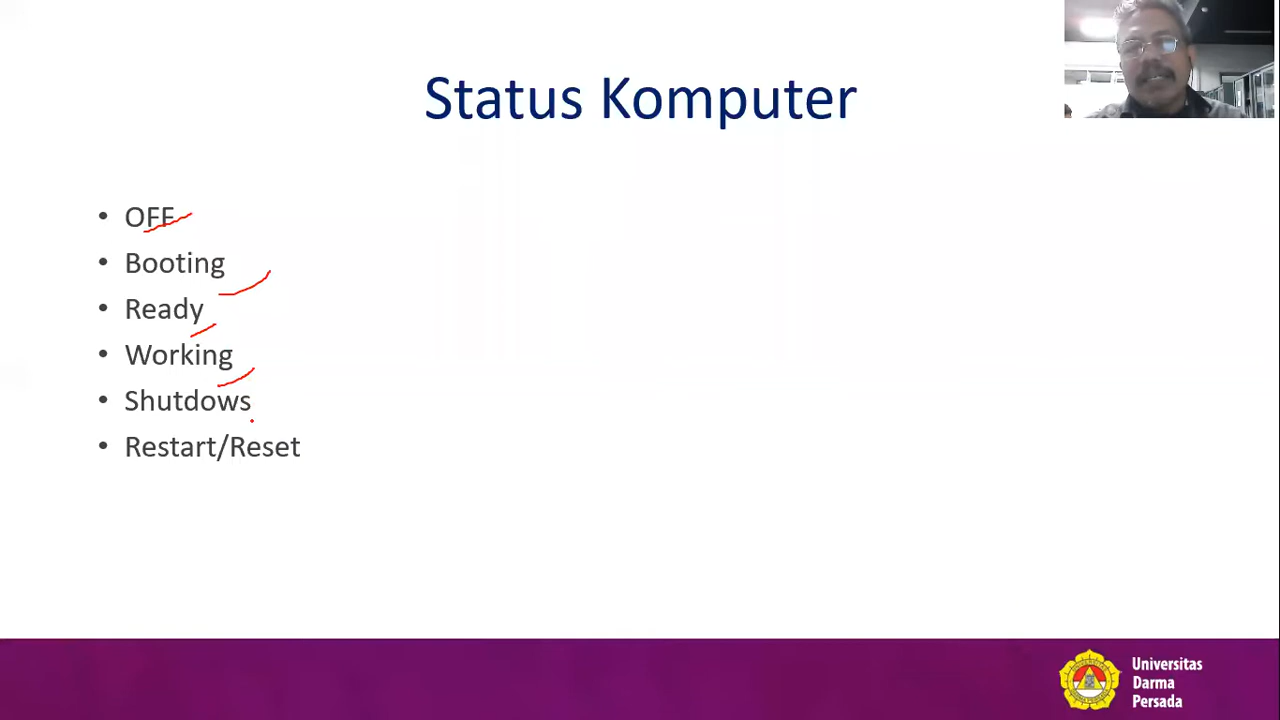 Status Komputer
• OFF
• Booting
• Ready
• Working
• Shutdows
• Restart/Reset
Universitas
Darma
Persada